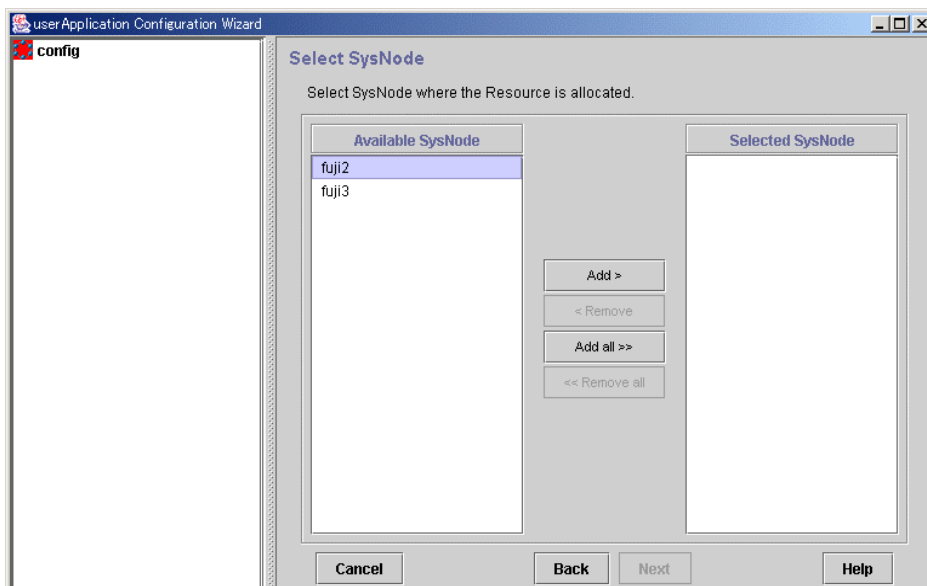 userApplication Configuration Wizard
config
Select SysNode
Select SysNode where the Resource is allocated.
Available SysNode
Selected SysNode
fuji2
fuji3
Add >
< Remove
Add all >>
<< Remove all
Cancel
Back
Next
Help